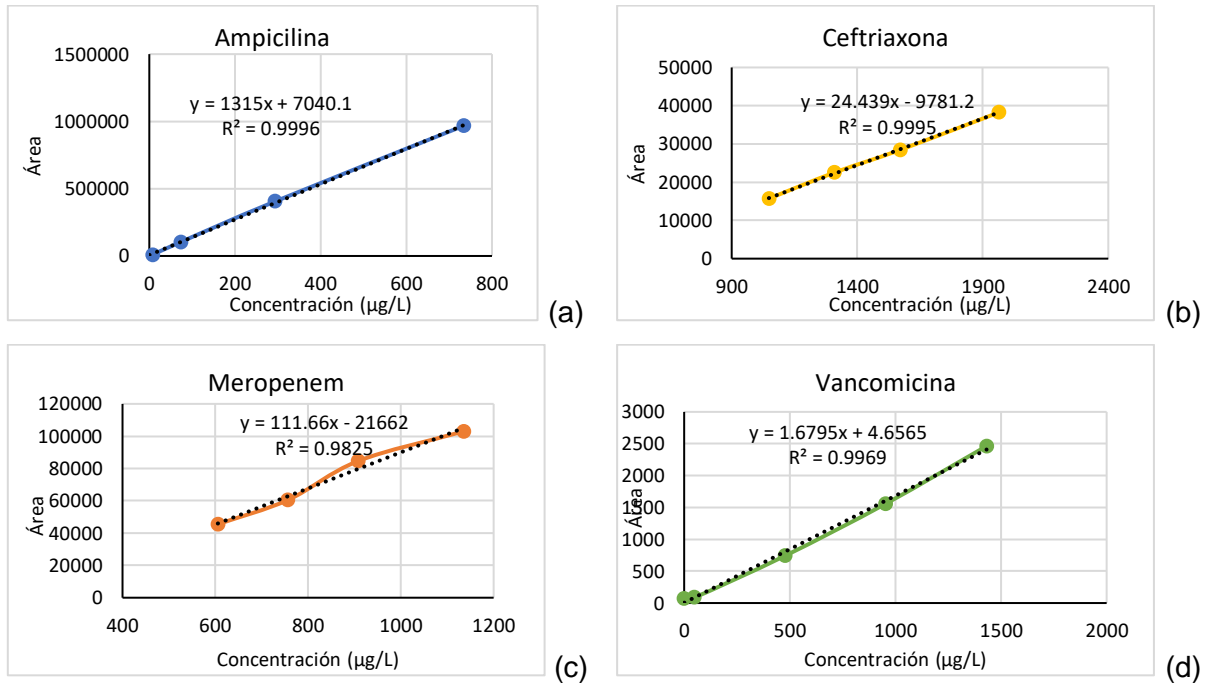 Ampicilina
1500000
1000000
500000
0
y = 1315x + 7040.1
R² = 0.9996
Área
0 200 400 600 800
Concentración (µg/L)
(a)
Ceftriaxona
50000
40000
30000
20000
10000
0
y = 24.439x - 9781.2
R² = 0.9995
Área
900 1400 1900 2400
Concentración (µg/L)
(b)
Meropenem
120000
100000
80000
60000
40000
20000
0
y = 111.66x - 21662
R² = 0.9825
Área
400 600 800 1000 1200
Concentración (µg/L)
(c)
Vancomicina
3000
2500
2000
1500
1000
500
0
y = 1.6795x + 4.6565
R² = 0.9969
Área
0 500 1000 1500 2000
Concentración (µg/L)
(d)